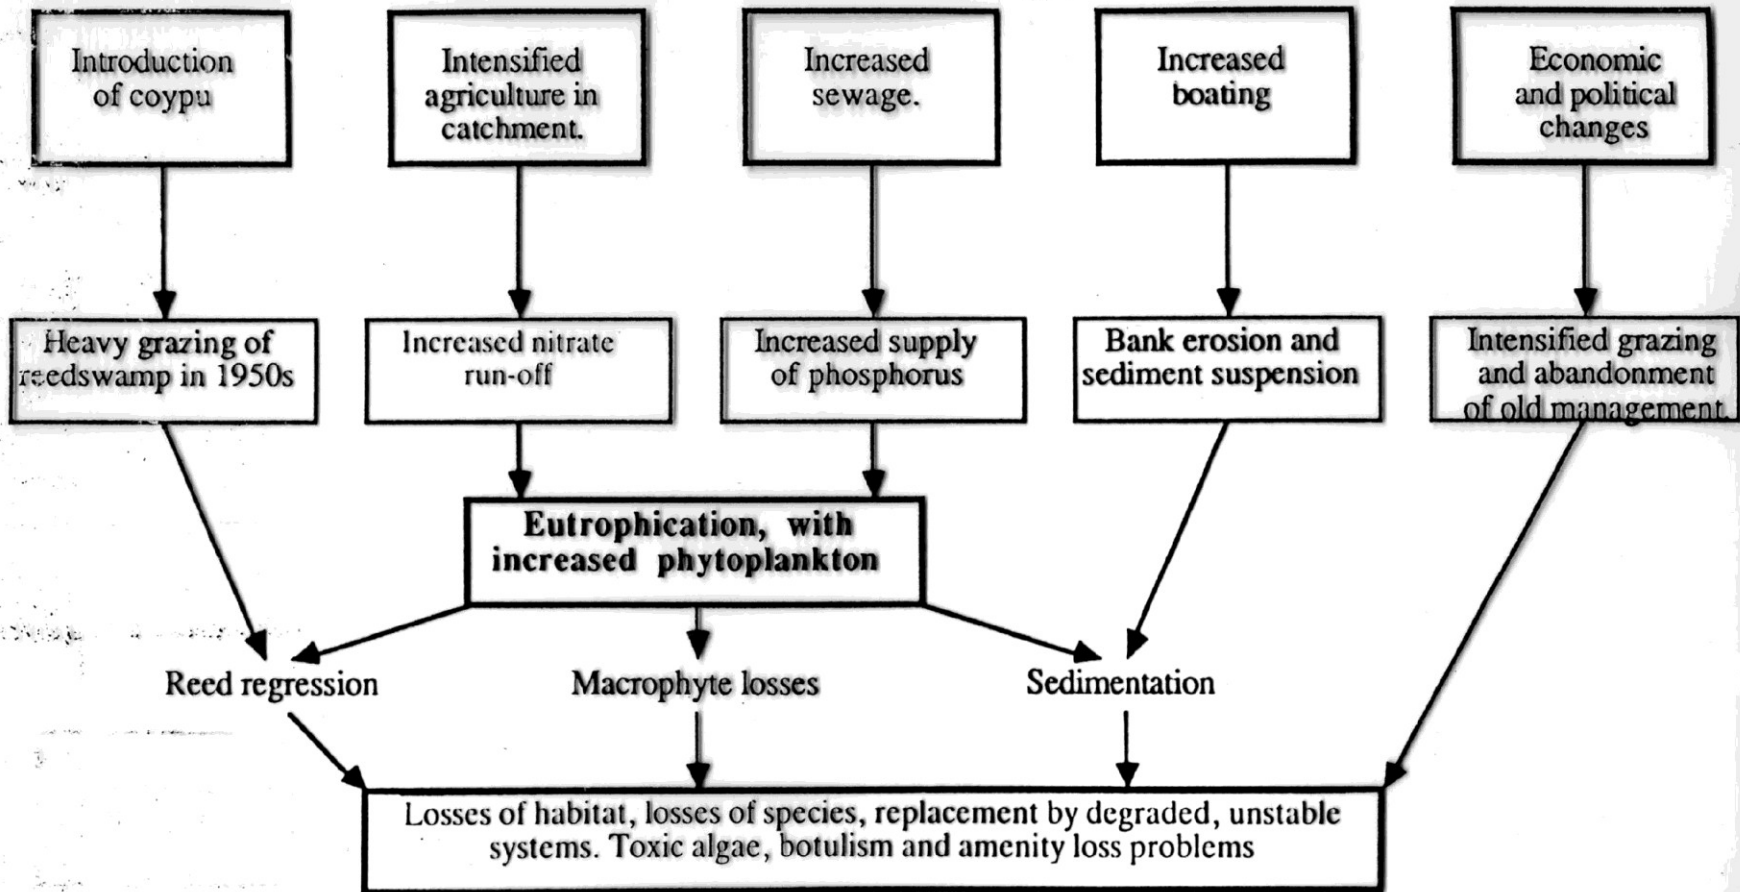 Introduction
of coypu
Intensified
agriculture in
catchment.
Increased
sewage.
Increased
boating
Economic
and political
changes
Heavy grazing of
reedswamp in 1950s
Increased nitrate
run-off
Increased supply
of phosphorus
Bank erosion and
sediment suspension
Intensified grazing
and abandonment
of old management.
Eutrophication, with
increased phytoplankton
Reed regression
Macrophyte losses
Sedimentation
Losses of habitat, losses of species, replacement by degraded, unstable
systems. Toxic algae, botulism and amenity loss problems